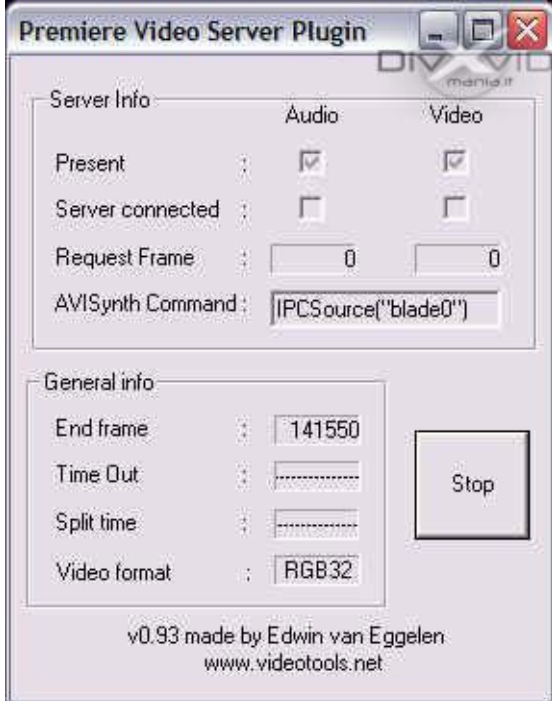 Premiere Video Server Plugin
DIVXVID
mania.it
Server Info
Audio Video
Present :
Server connected :
Request Frame : 0 0
AVISynth Command : IPCSource("blade0")
General info
End frame : 141550
Time Out : -------------
Split time : -------------
Video format : RGB32
Stop
v0.93 made by Edwin van Eggelen
www.videotools.net